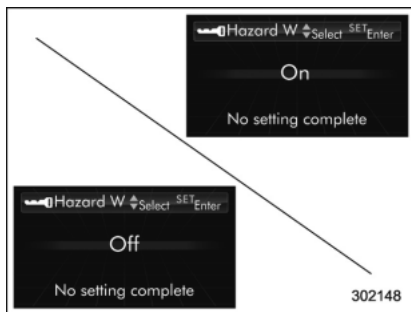 Hazard W Select SET Enter
On
No setting complete
Hazard W Select SET Enter
Off
No setting complete
302148